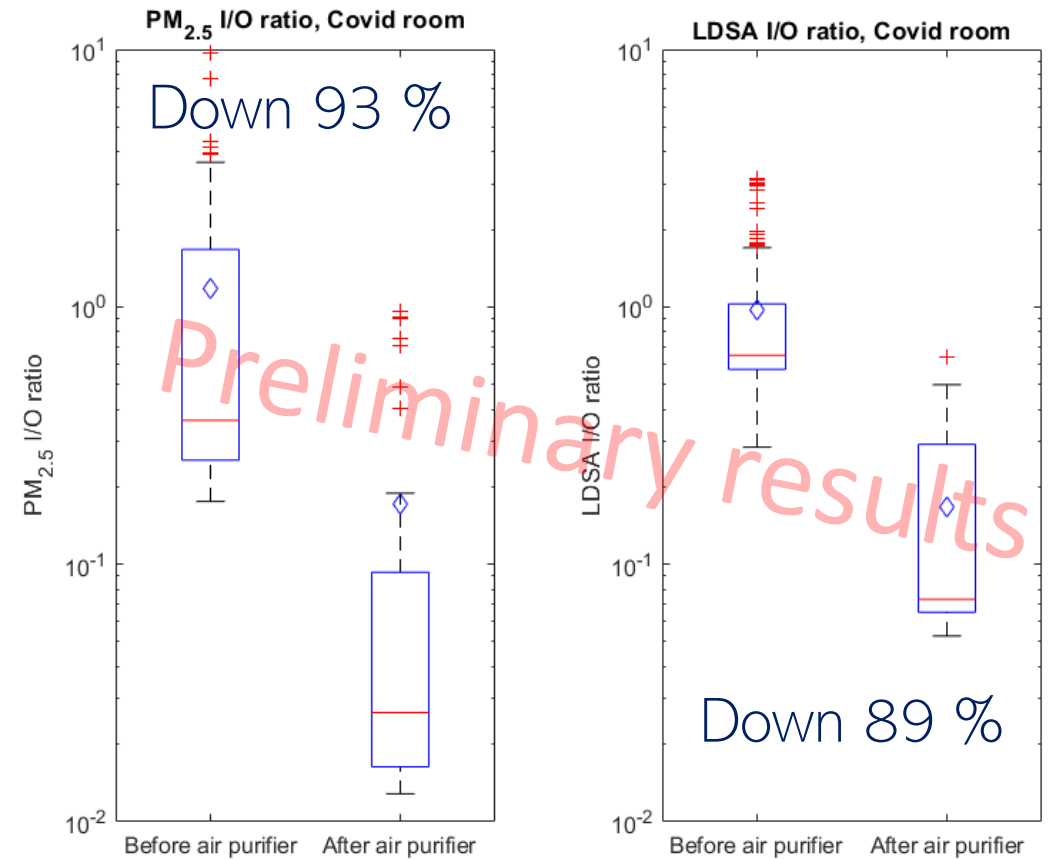 PM2.5 I/O ratio, Covid room
Down 93 %
10^1
10^0
10^-1
10^-2
PM2.5 I/O ratio
Before air purifier
After air purifier
LDSA I/O ratio, Covid room
10^1
10^0
10^-1
10^-2
LDSA I/O ratio
Down 89 %
Before air purifier
After air purifier
Preliminary results